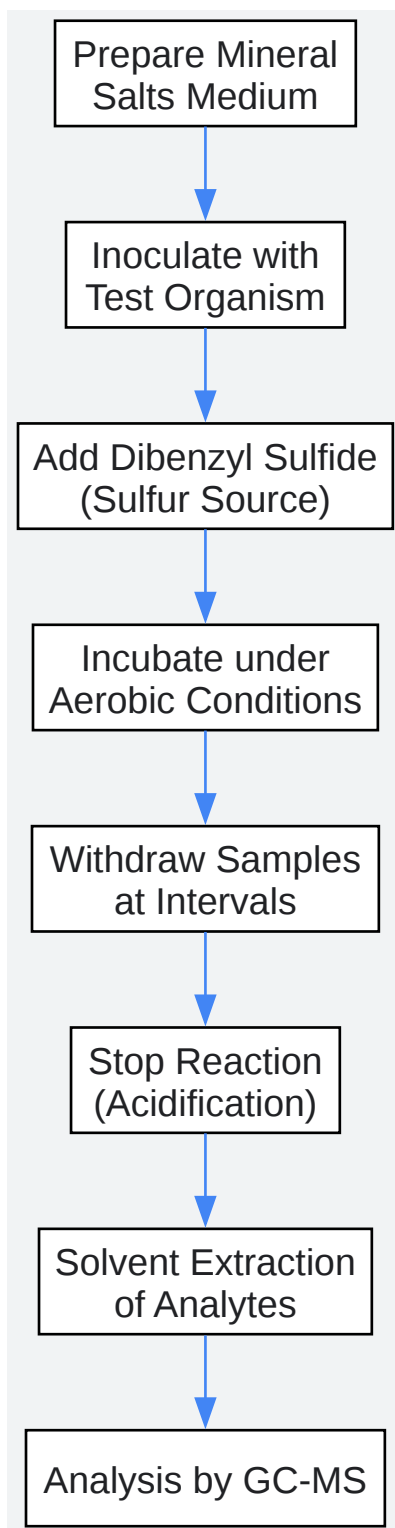 Prepare Mineral
Salts Medium
Inoculate with
Test Organism
Add Dibenzyl Sulfide
(Sulfur Source)
Incubate under
Aerobic Conditions
Withdraw Samples
at Intervals
Stop Reaction
(Acidification)
Solvent Extraction
of Analytes
Analysis by GC-MS